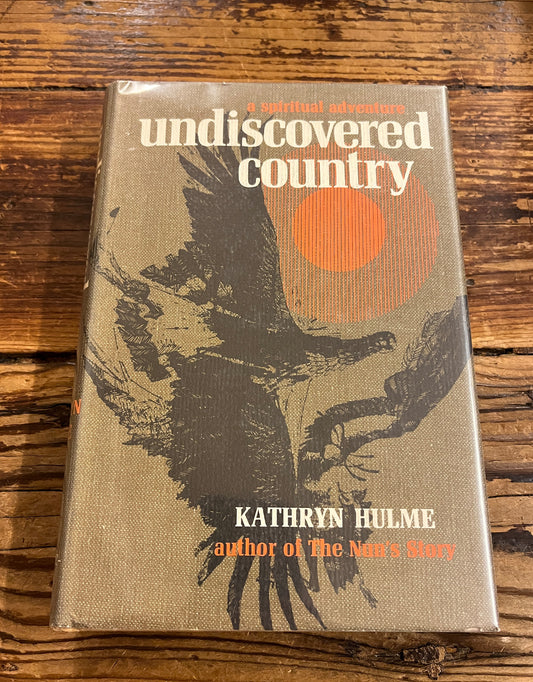 a spiritual adventure
undiscovered
country
KATHRYN HULME
author of The Nun's Story